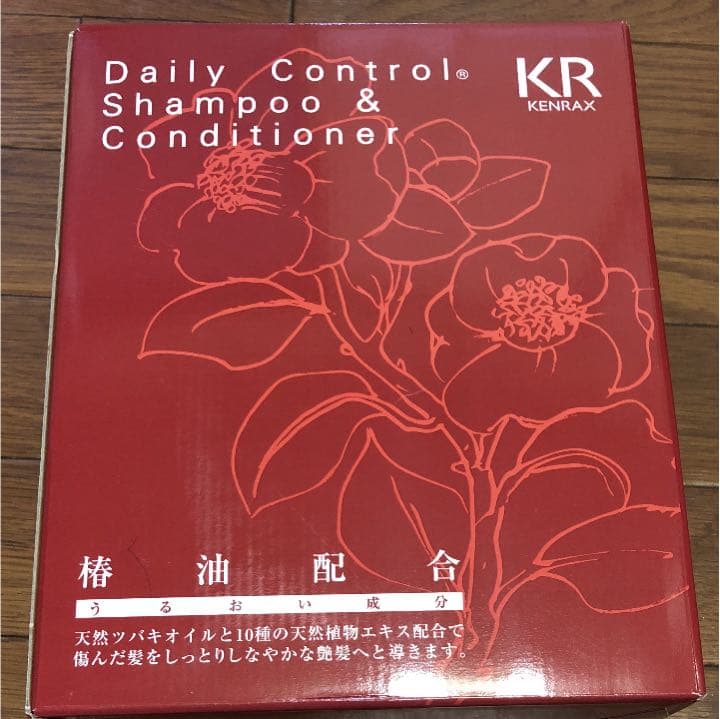 Daily Control®
Shampoo &
Conditioner
KR
KENRAX
椿油配合
うるおい成分
天然ツバキオイルと10種の天然植物エキス配合で
傷んだ髪をしっとりしなやかな艶髪へと導きます。